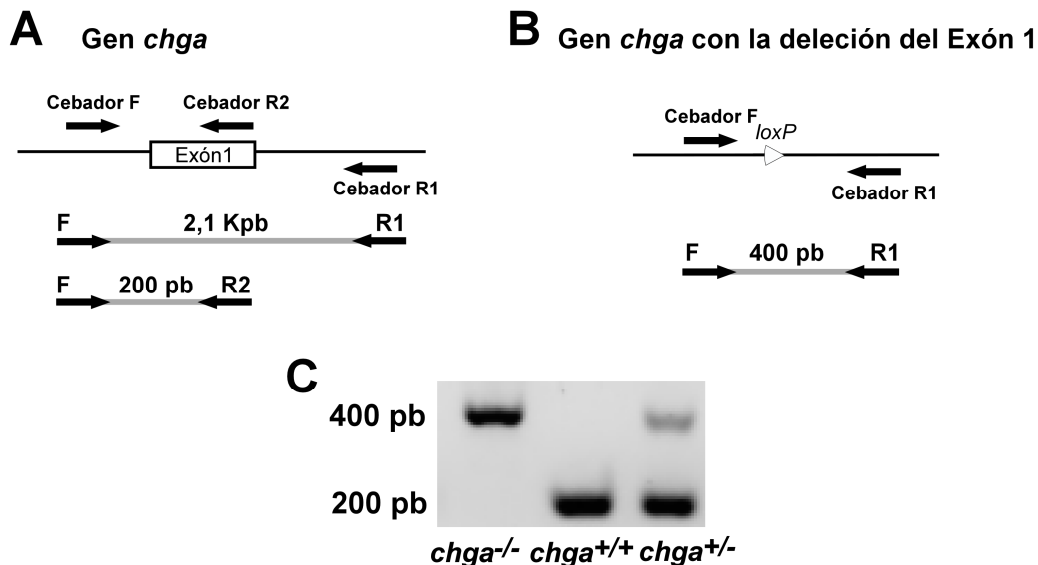 A
Gen chga
Cebador F
Cebador R2
Exón1
Cebador R1
F 2,1 Kpb R1
F 200 pb R2
B
Gen chga con la deleción del Exón 1
Cebador F
loxP
Cebador R1
F 400 pb R1
C
400 pb
200 pb
chga-/- chga+/+ chga+/-